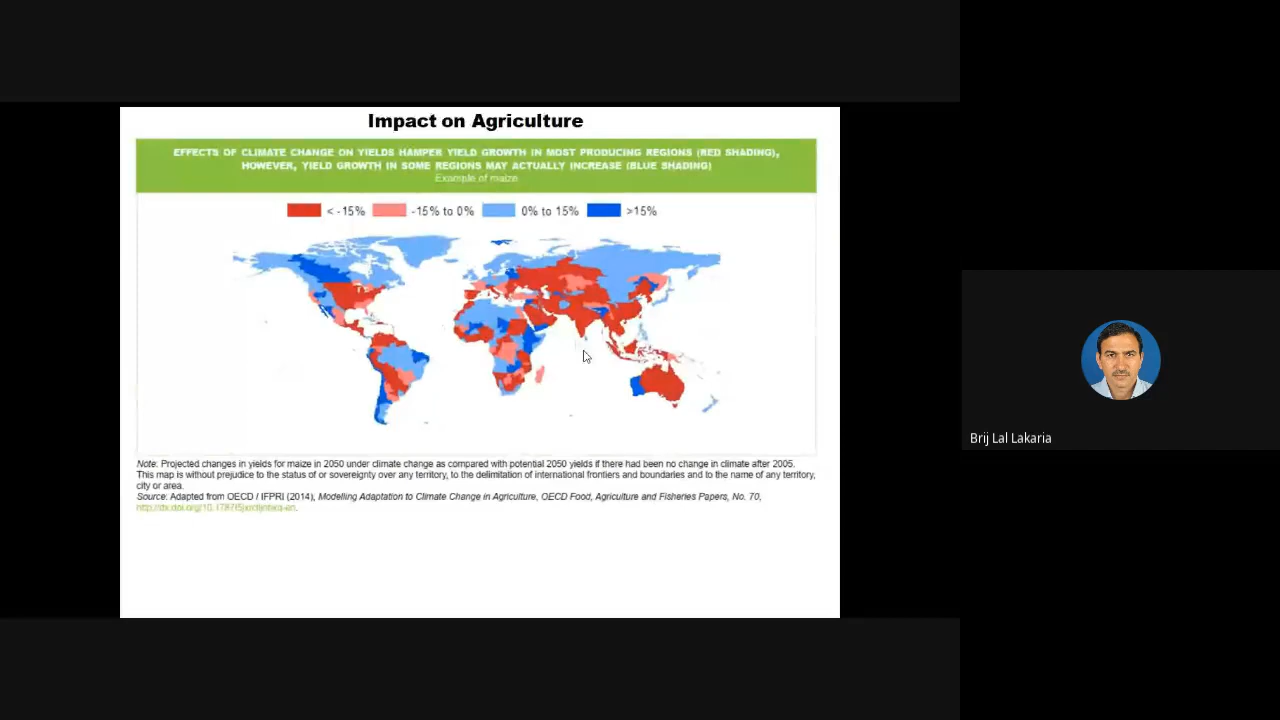 Impact on Agriculture
EFFECTS OF CLIMATE CHANGE ON YIELDS HAMPER YIELD GROWTH IN MOST PRODUCING REGIONS (RED SHADING),
HOWEVER, YIELD GROWTH IN SOME REGIONS MAY ACTUALLY INCREASE (BLUE SHADING)
Example of maize
< -15% -15% to 0% 0% to 15% >15%
Brij Lal Lakaria
Note: Projected changes in yields for maize in 2050 under climate change as compared with potential 2050 yields if there had been no change in climate after 2005.
This map is without prejudice to the status of or sovereignty over any territory, to the delimitation of international frontiers and boundaries and to the name of any territory,
city or area.
Source: Adapted from OECD / IFPRI (2014), Modelling Adaptation to Climate Change in Agriculture, OECD Food, Agriculture and Fisheries Papers, No. 70,